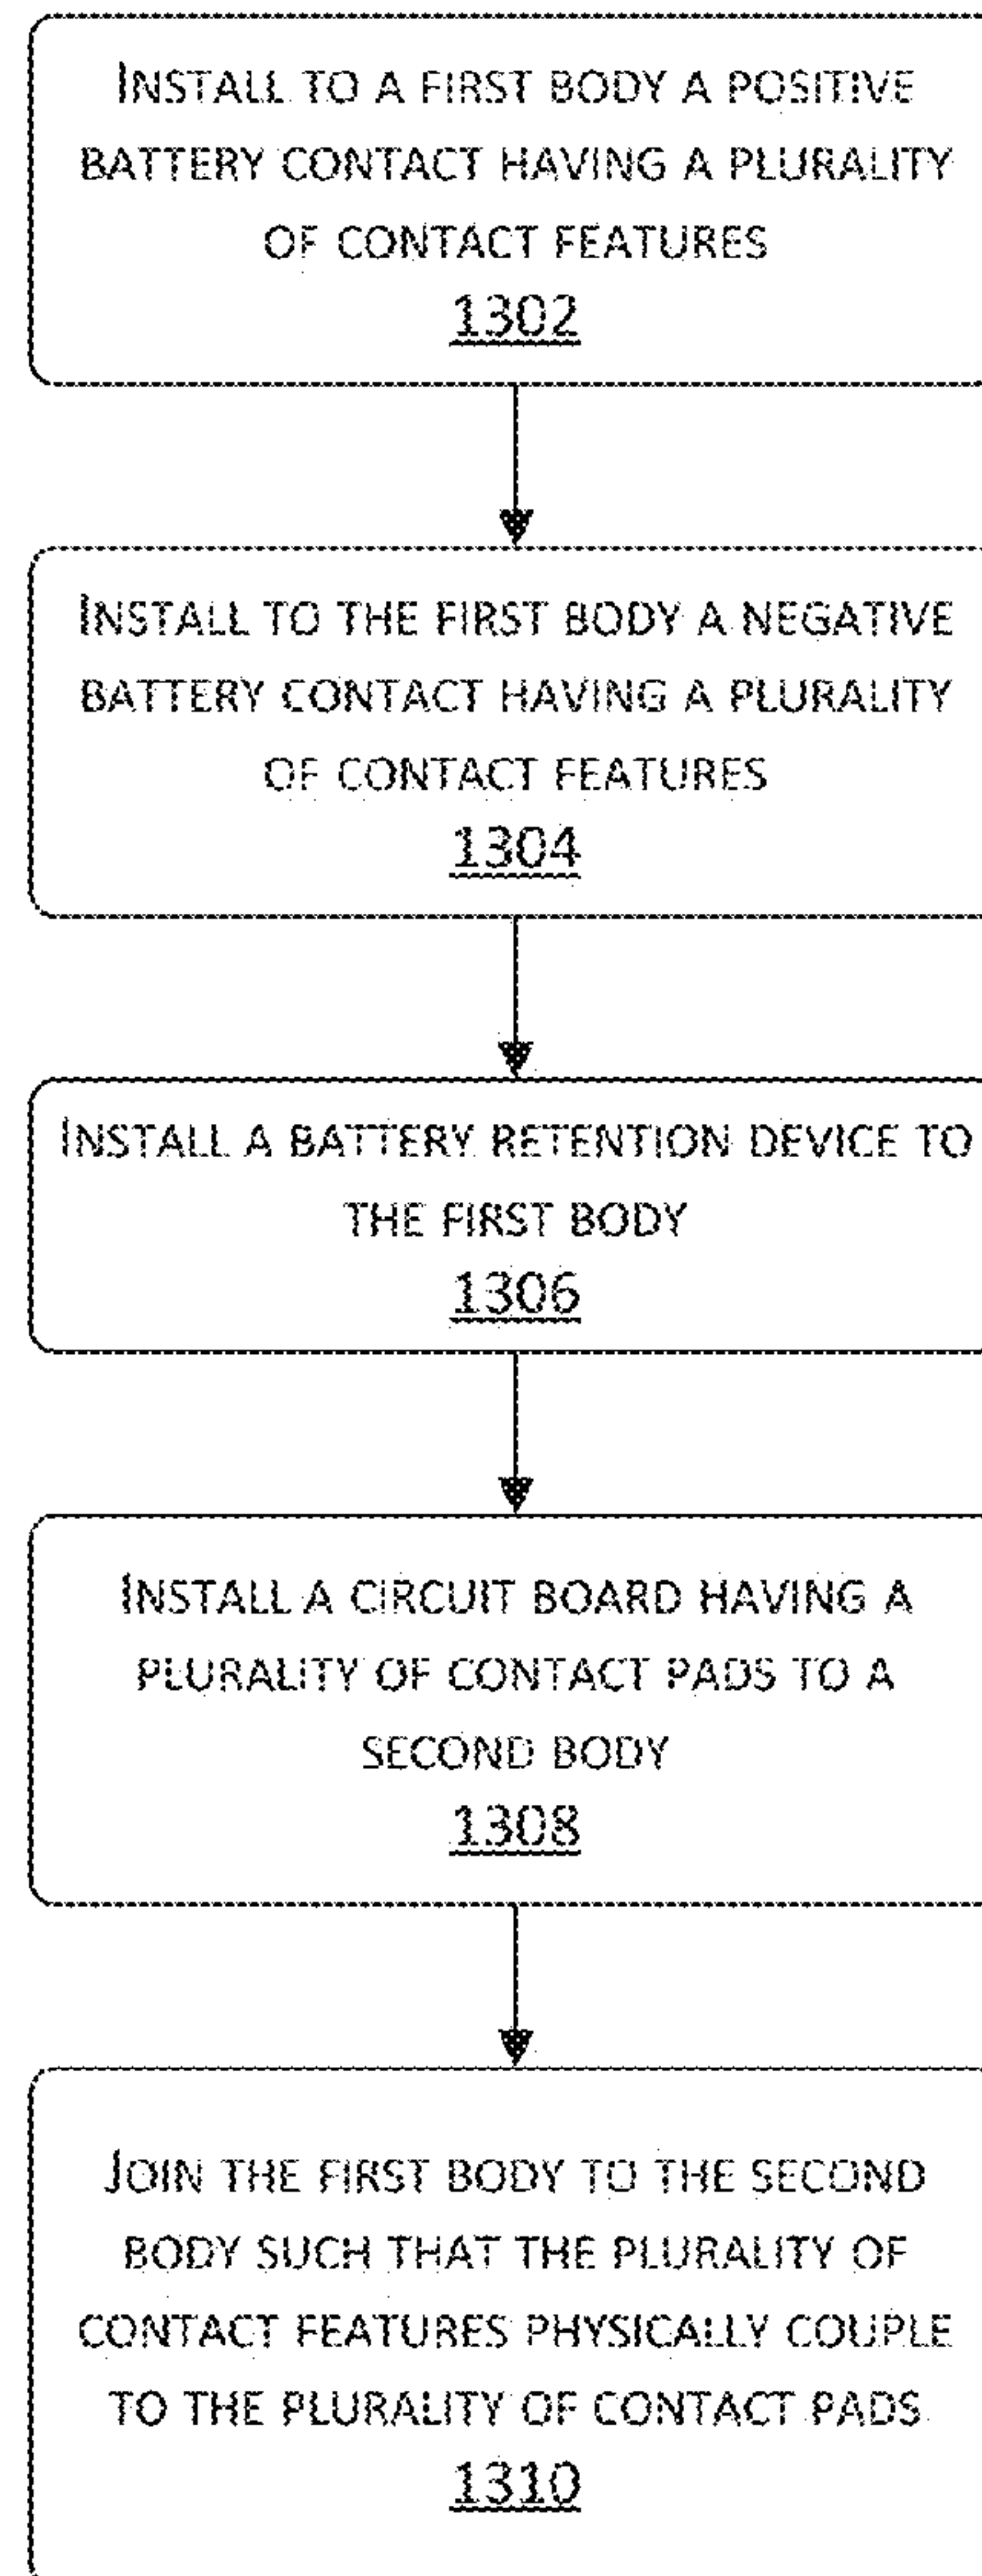 INSTALL TO A FIRST BODY A POSITIVE
BATTERY CONTACT HAVING A PLURALITY
OF CONTACT FEATURES
1302
INSTALL TO THE FIRST BODY A NEGATIVE
BATTERY CONTACT HAVING A PLURALITY
OF CONTACT FEATURES
1304
INSTALL A BATTERY RETENTION DEVICE TO
THE FIRST BODY
1306
INSTALL A CIRCUIT BOARD HAVING A
PLURALITY OF CONTACT PADS TO A
SECOND BODY
1308
JOIN THE FIRST BODY TO THE SECOND
BODY SUCH THAT THE PLURALITY OF
CONTACT FEATURES PHYSICALLY COUPLE
TO THE PLURALITY OF CONTACT PADS
1310